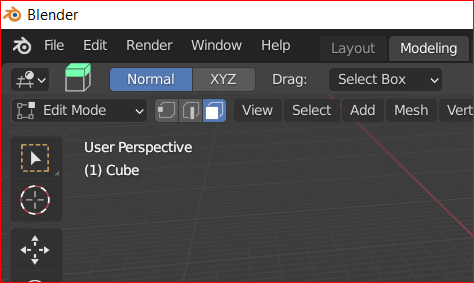 Blender
File Edit Render Window Help Layout Modeling
Normal XYZ Drag: Select Box
Edit Mode View Select Add Mesh Vert
User Perspective
(1) Cube